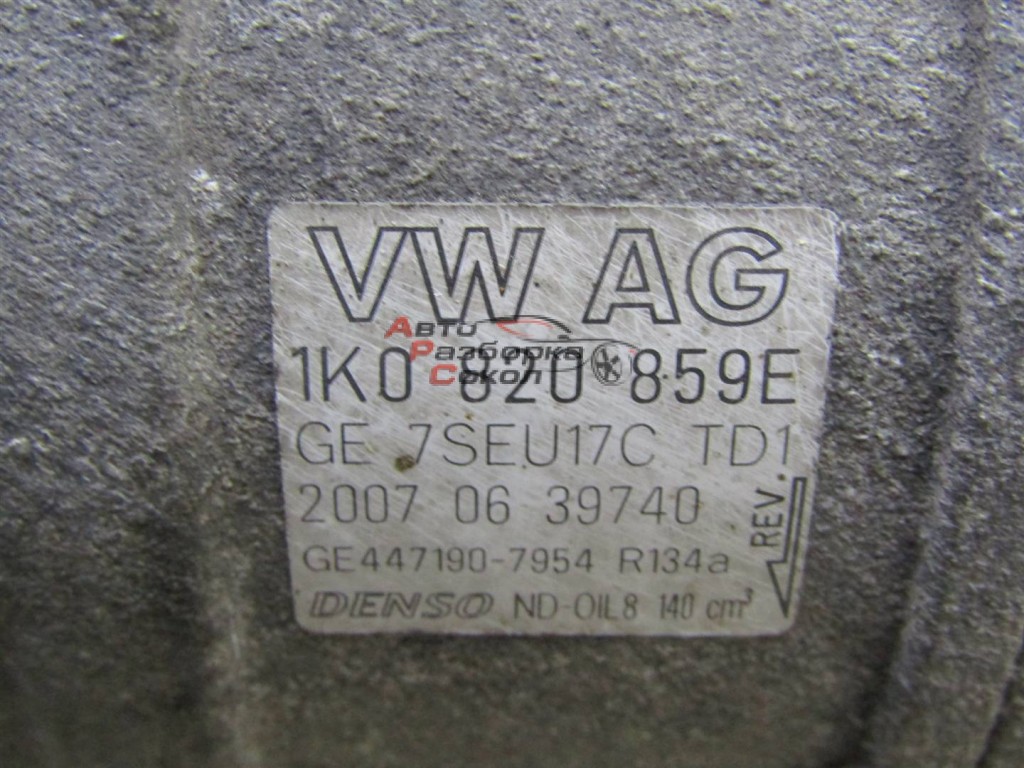 VW AG
1K0 820 859E
GE 7SEU17C TD1
2007 06 39740
GE447190-7954 R134a
DENSO ND-OIL8 140 cm³
REV.
Авто
Разборка
Сокол